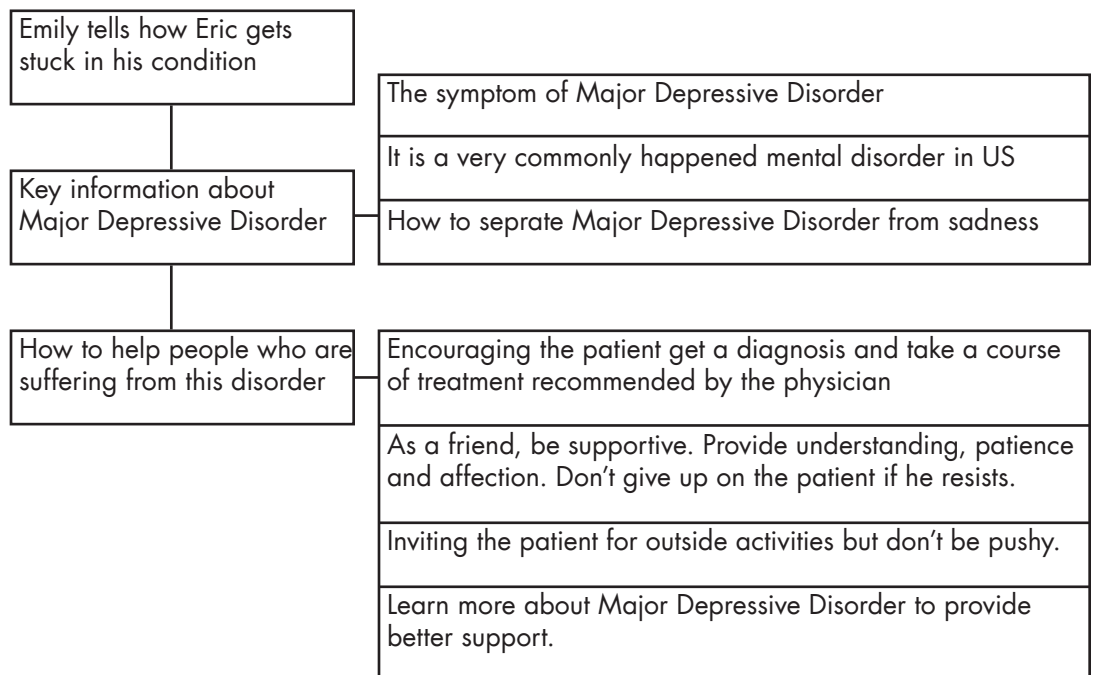 Emily tells how Eric gets
stuck in his condition
The symptom of Major Depressive Disorder
It is a very commonly happened mental disorder in US
Key information about
Major Depressive Disorder
How to seprate Major Depressive Disorder from sadness
How to help people who are
suffering from this disorder
Encouraging the patient get a diagnosis and take a course
of treatment recommended by the physician
As a friend, be supportive. Provide understanding, patience
and affection. Don’t give up on the patient if he resists.
Inviting the patient for outside activities but don’t be pushy.
Learn more about Major Depressive Disorder to provide
better support.